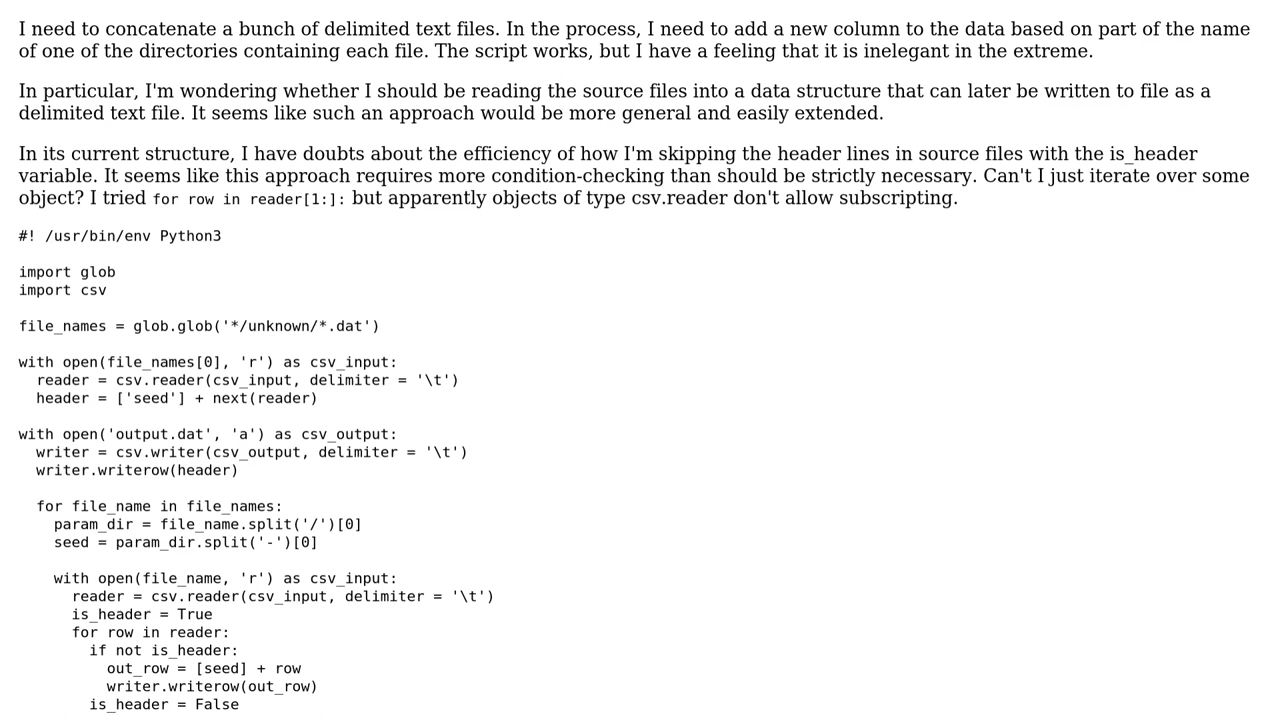 I need to concatenate a bunch of delimited text files. In the process, I need to add a new column to the data based on part of the name
of one of the directories containing each file. The script works, but I have a feeling that it is inelegant in the extreme.
In particular, I'm wondering whether I should be reading the source files into a data structure that can later be written to file as a
delimited text file. It seems like such an approach would be more general and easily extended.
In its current structure, I have doubts about the efficiency of how I'm skipping the header lines in source files with the is_header
variable. It seems like this approach requires more condition-checking than should be strictly necessary. Can't I just iterate over some
object? I tried for row in reader[1:]: but apparently objects of type csv.reader don't allow subscripting.
#! /usr/bin/env Python3
import glob
import csv
file_names = glob.glob('*/unknown/*.dat')
with open(file_names[0], 'r') as csv_input:
  reader = csv.reader(csv_input, delimiter = '\t')
  header = ['seed'] + next(reader)
with open('output.dat', 'a') as csv_output:
  writer = csv.writer(csv_output, delimiter = '\t')
  writer.writerow(header)
  for file_name in file_names:
    param_dir = file_name.split('/')[0]
    seed = param_dir.split('-')[0]
    with open(file_name, 'r') as csv_input:
      reader = csv.reader(csv_input, delimiter = '\t')
      is_header = True
      for row in reader:
        if not is_header:
          out_row = [seed] + row
          writer.writerow(out_row)
        is_header = False